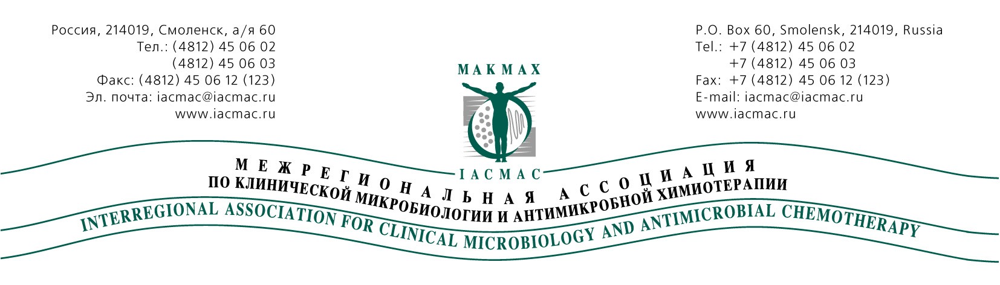 Россия, 214019, Смоленск, а/я 60
Тел.: (4812) 45 06 02
(4812) 45 06 03
Факс: (4812) 45 06 12 (123)
Эл. почта: iacmac@iacmac.ru
www.iacmac.ru
P.O. Box 60, Smolensk, 214019, Russia
Tel.: +7 (4812) 45 06 02
+7 (4812) 45 06 03
Fax: +7 (4812) 45 06 12 (123)
E-mail: iacmac@iacmac.ru
www.iacmac.ru
МАКМАХ
IACMAC
МЕЖРЕГИОНАЛЬНАЯ АССОЦИАЦИЯ
ПО КЛИНИЧЕСКОЙ МИКРОБИОЛОГИИ И АНТИМИКРОБНОЙ ХИМИОТЕРАПИИ
INTERREGIONAL ASSOCIATION FOR CLINICAL MICROBIOLOGY AND ANTIMICROBIAL CHEMOTHERAPY